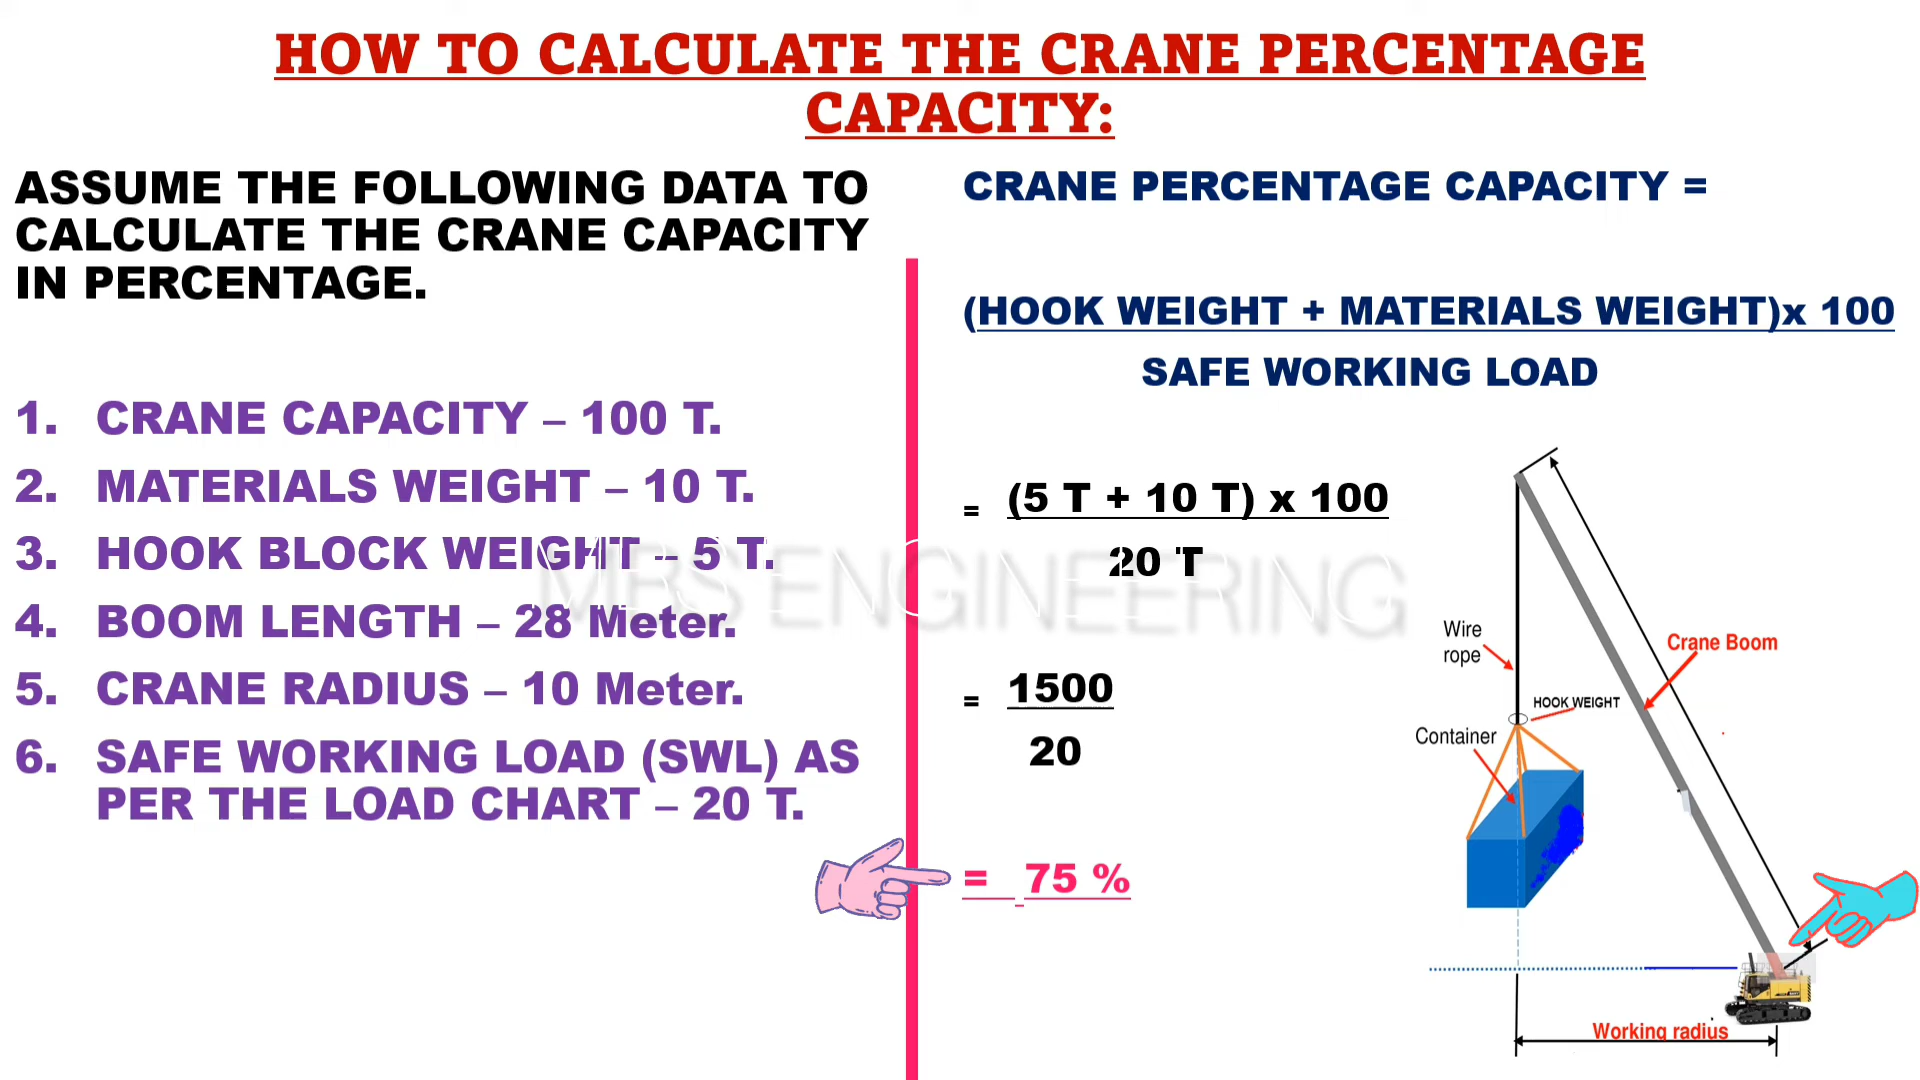 HOW TO CALCULATE THE CRANE PERCENTAGE
CAPACITY:
ASSUME THE FOLLOWING DATA TO
CALCULATE THE CRANE CAPACITY
IN PERCENTAGE.
1. CRANE CAPACITY – 100 T.
2. MATERIALS WEIGHT – 10 T.
3. HOOK BLOCK WEIGHT – 5 T.
4. BOOM LENGTH – 28 Meter.
5. CRANE RADIUS – 10 Meter.
6. SAFE WORKING LOAD (SWL) AS
PER THE LOAD CHART – 20 T.
MBS ENGINEERING
CRANE PERCENTAGE CAPACITY =
(HOOK WEIGHT + MATERIALS WEIGHT)x 100
SAFE WORKING LOAD
= (5 T + 10 T) x 100
20 T
= 1500
20
= 75 %
Wire
rope
Crane Boom
HOOK WEIGHT
Container
Working radius